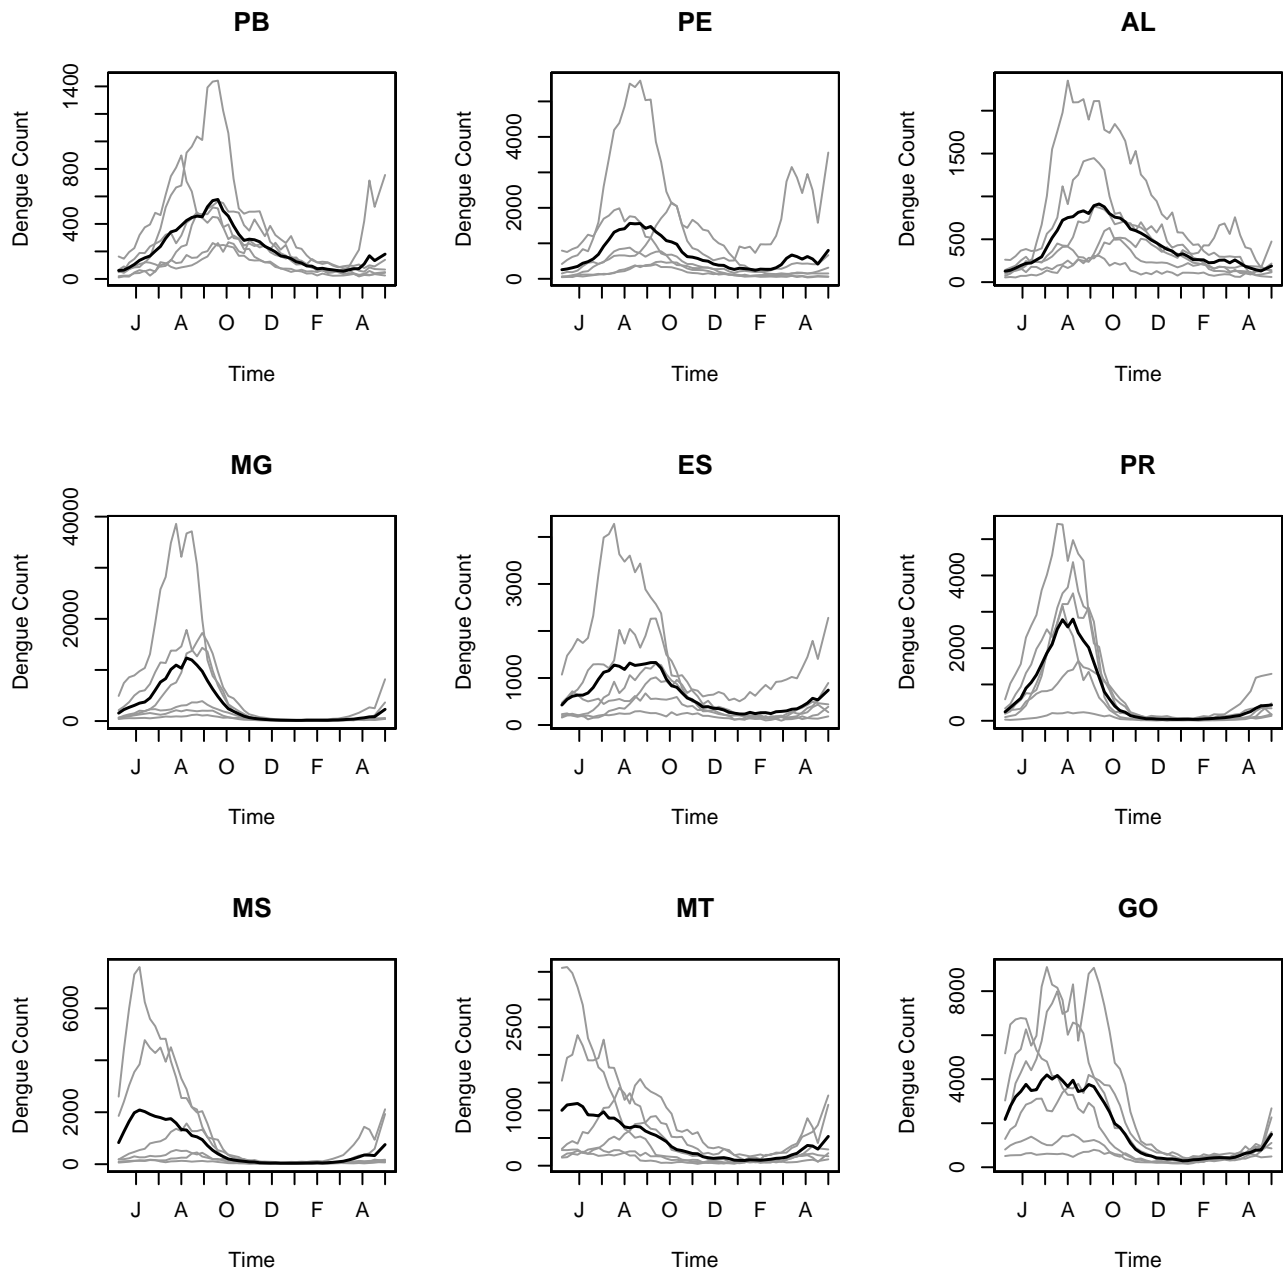 PB
PE
AL
Dengue Count
0 400 800 1400
J A O D F A
Time
Dengue Count
0 2000 4000
J A O D F A
Time
Dengue Count
0 500 1500
J A O D F A
Time
MG
ES
PR
Dengue Count
0 20000 40000
J A O D F A
Time
Dengue Count
0 1000 3000
J A O D F A
Time
Dengue Count
0 2000 4000
J A O D F A
Time
MS
MT
GO
Dengue Count
0 2000 6000
J A O D F A
Time
Dengue Count
0 1000 2500
J A O D F A
Time
Dengue Count
0 4000 8000
J A O D F A
Time